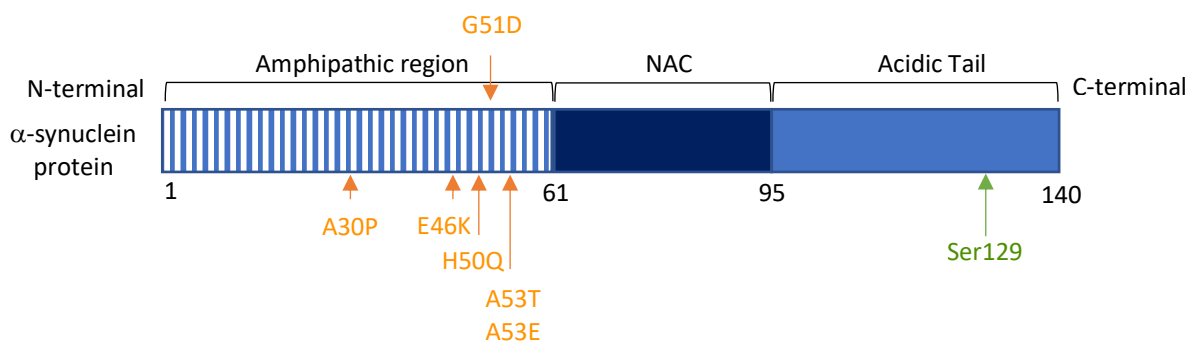 G51D
Amphipathic region
NAC
Acidic Tail
N-terminal
C-terminal
α-synuclein
protein
1
61
95
140
A30P
E46K
H50Q
Ser129
A53T
A53E